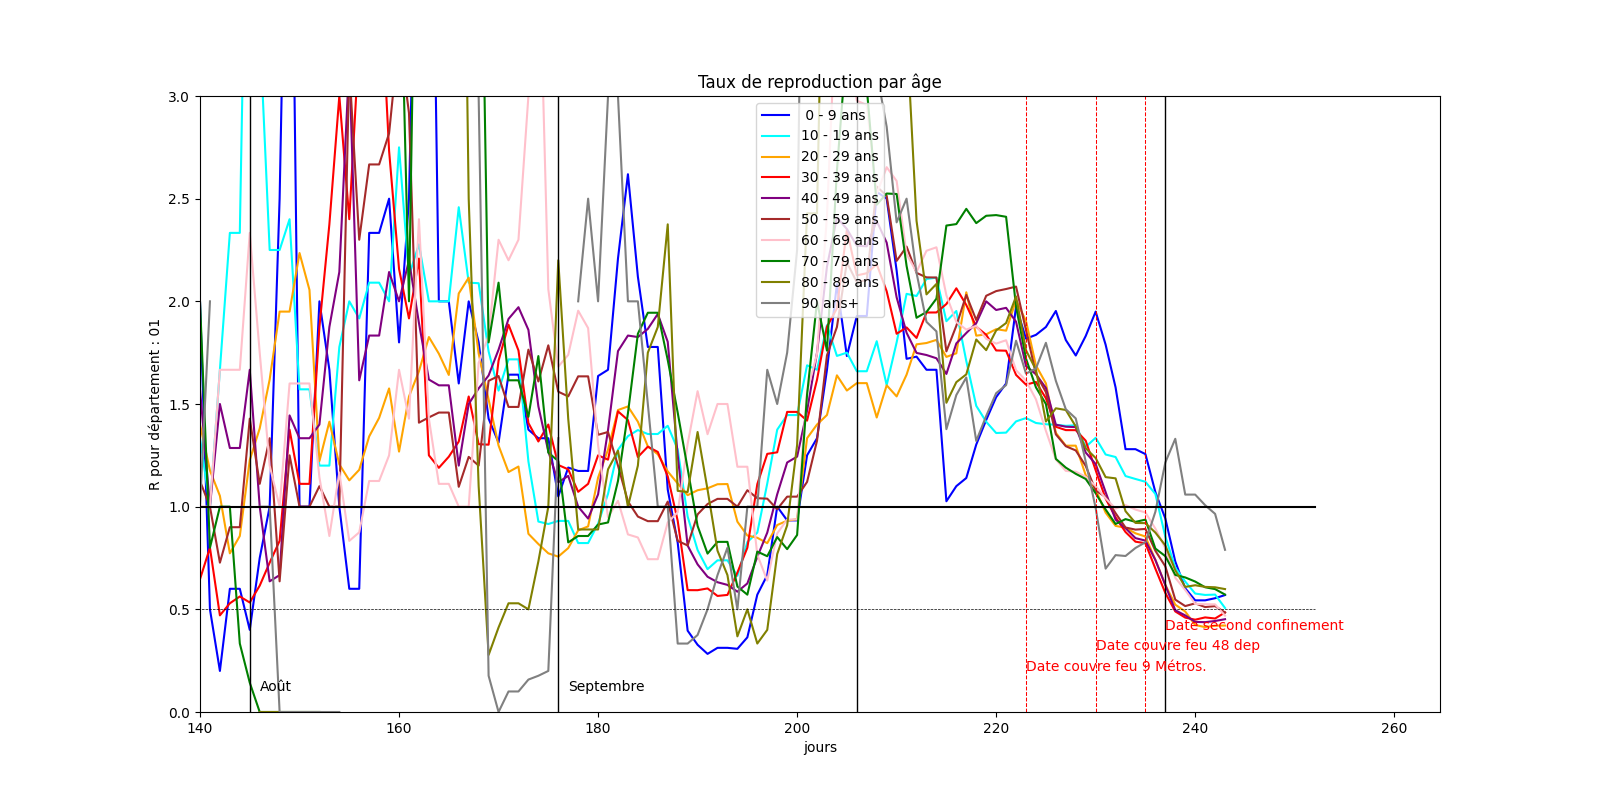 Taux de reproduction par âge
R pour département : 01
3.0
2.5
2.0
1.5
1.0
0.5
0.0
0 - 9 ans
10 - 19 ans
20 - 29 ans
30 - 39 ans
40 - 49 ans
50 - 59 ans
60 - 69 ans
70 - 79 ans
80 - 89 ans
90 ans+
Date second confinement
Date couvre feu 48 dep
Date couvre feu 9 Métros.
Août
Septembre
140
160
180
200
220
240
260
jours